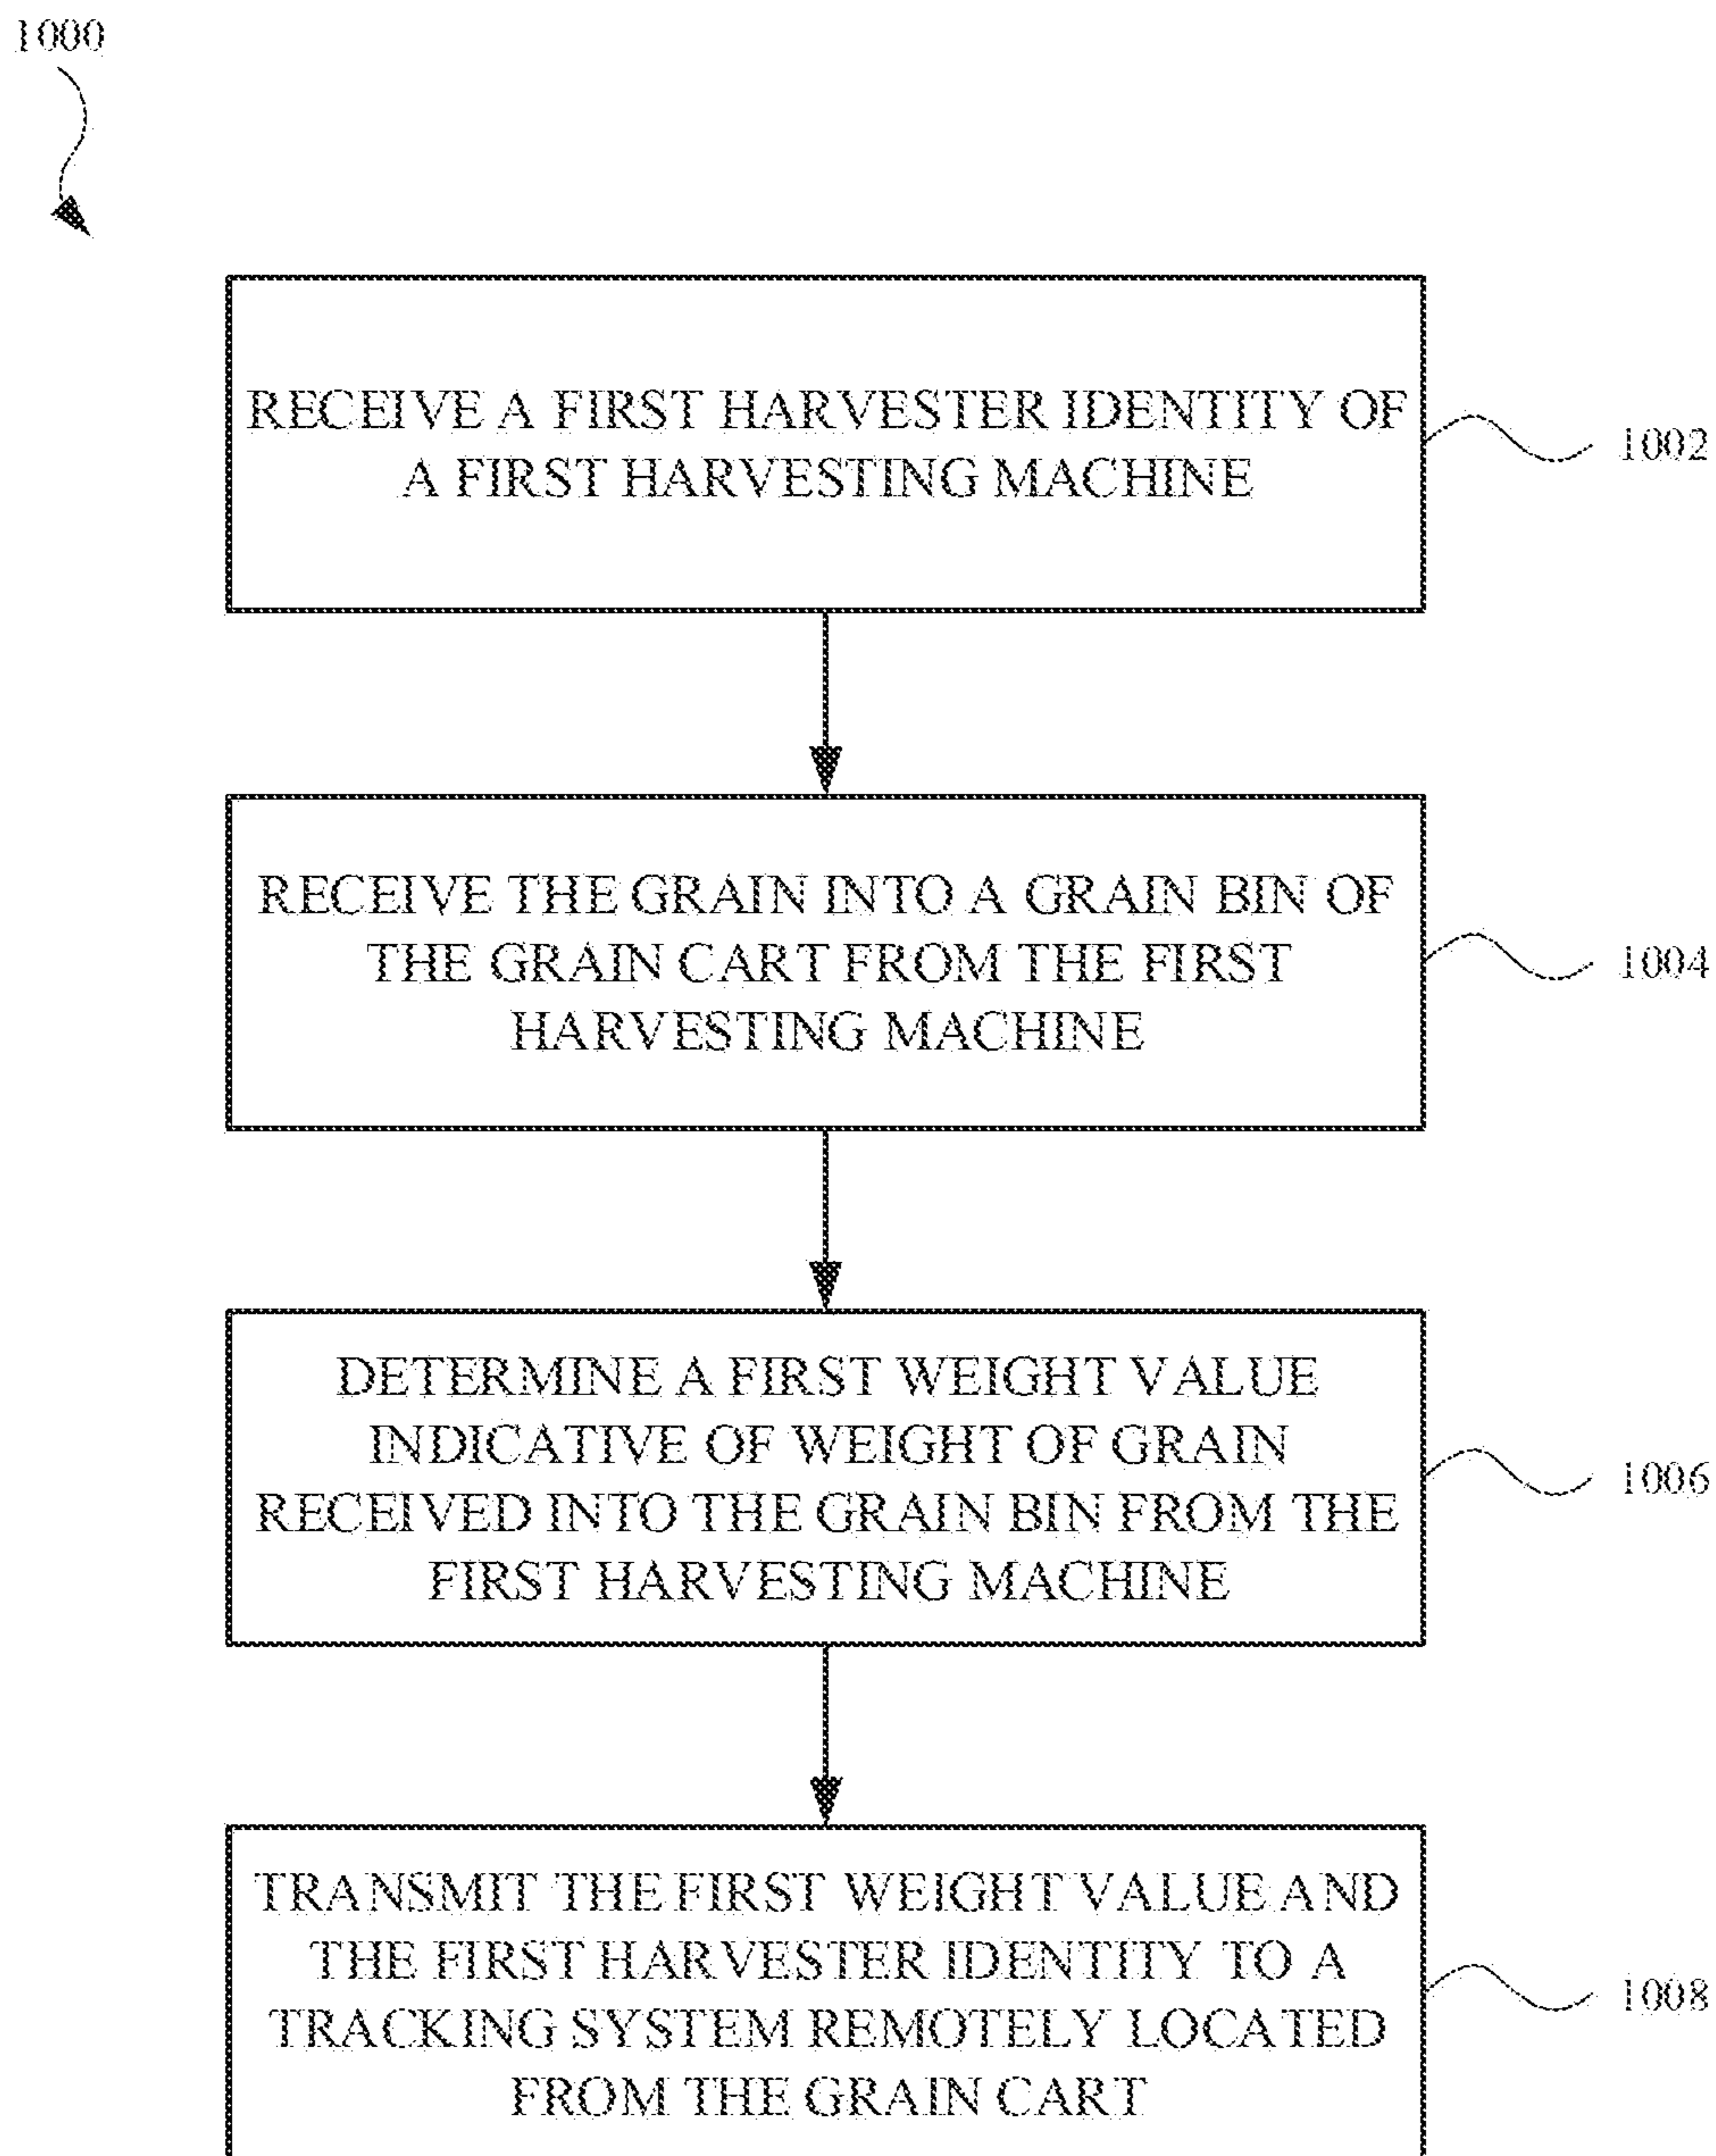 1000
RECEIVE A FIRST HARVESTER IDENTITY OF
A FIRST HARVESTING MACHINE
1002
RECEIVE THE GRAIN INTO A GRAIN BIN OF
THE GRAIN CART FROM THE FIRST
HARVESTING MACHINE
1004
DETERMINE A FIRST WEIGHT VALUE
INDICATIVE OF WEIGHT OF GRAIN
RECEIVED INTO THE GRAIN BIN FROM THE
FIRST HARVESTING MACHINE
1006
TRANSMIT THE FIRST WEIGHT VALUE AND
THE FIRST HARVESTER IDENTITY TO A
TRACKING SYSTEM REMOTELY LOCATED
FROM THE GRAIN CART
1008